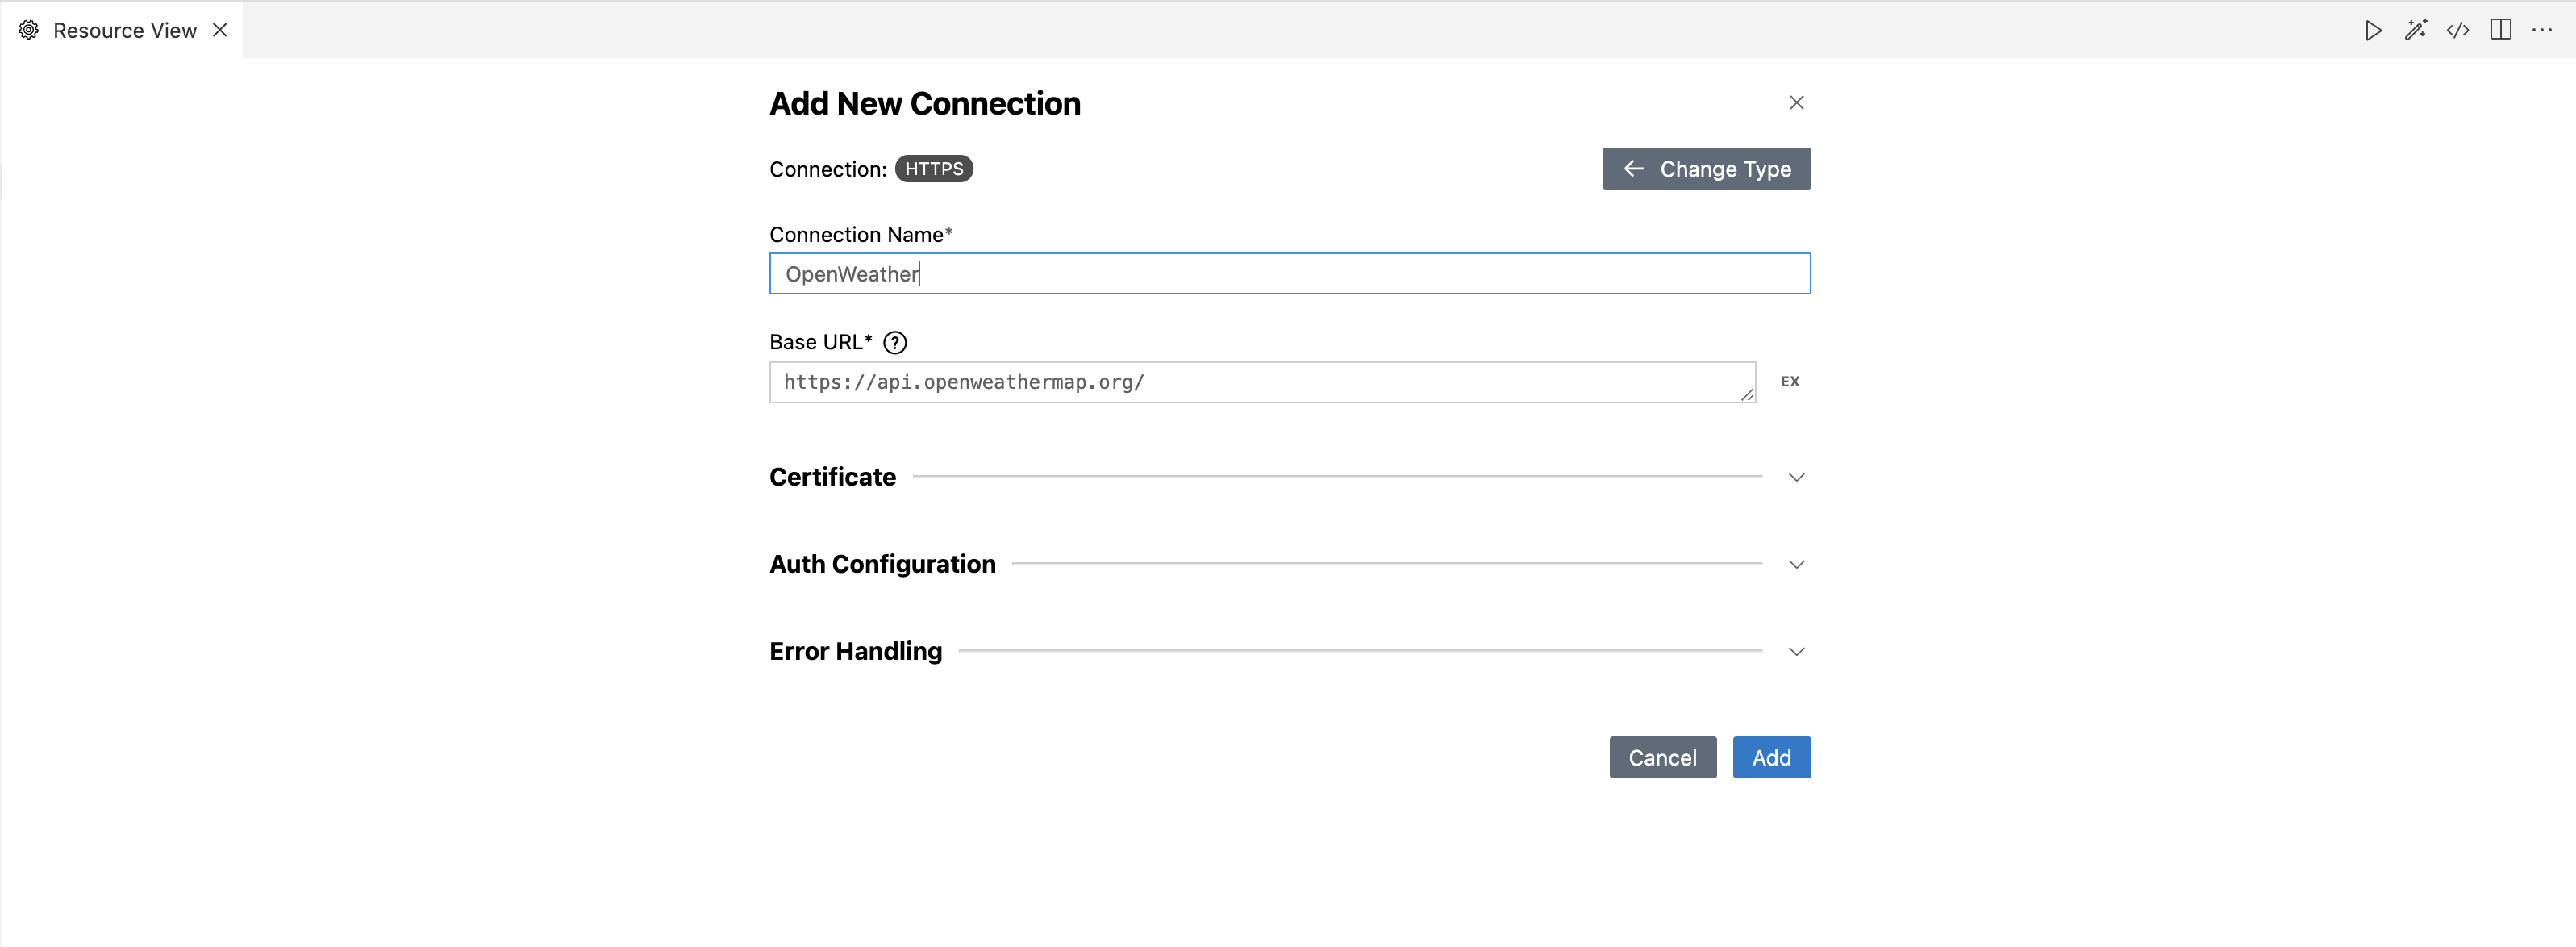 Resource View
Add New Connection
Connection: HTTPS
Change Type
Connection Name*
OpenWeather
Base URL* ?
https://api.openweathermap.org/
EX
Certificate
Auth Configuration
Error Handling
Cancel Add